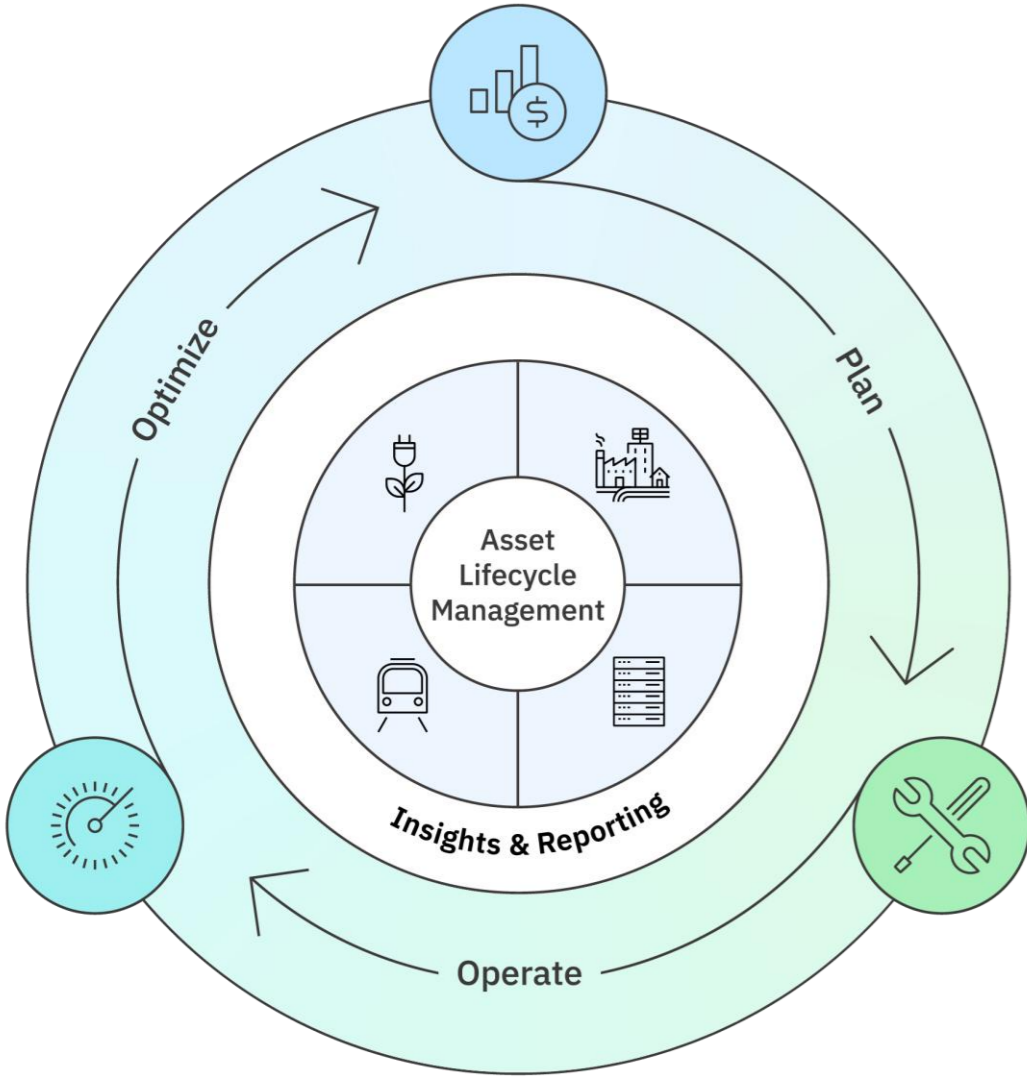 Optimize
Plan
Asset
Lifecycle
Management
Insights & Reporting
Operate
$